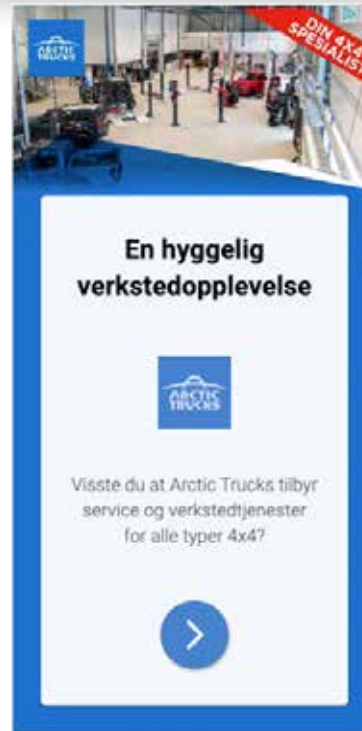 ARCTIC
TRUCKS
DIN 4X4
SPESIALIST
En hyggelig
verkstedopplevelse
ARCTIC
TRUCKS
Visste du at Arctic Trucks tilbyr
service og verkstedtjenester
for alle typer 4x4?